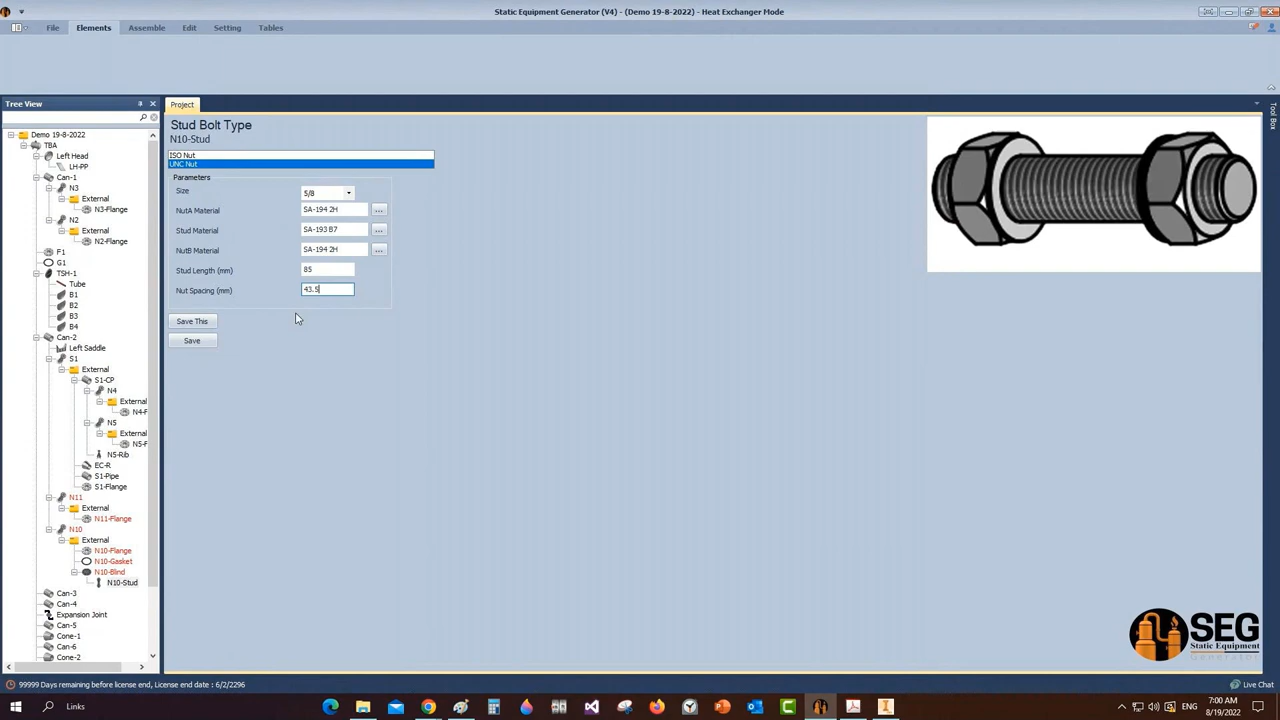 Static Equipment Generator (V4) - (Demo 19-8-2022) - Heat Exchanger Mode
File Elements Assemble Edit Setting Tables
Tree View
Project
Tool Box
Demo 19-8-2022
TBA
Left Head
LH-PP
Can-1
N3
External
N3-Flange
N2
External
N2-Flange
F1
G1
TSH-1
Tube
B1
B2
B3
B4
Can-2
Left Saddle
S1
External
S1-CP
N4
External
N4-F
N5
External
N5-F
N5-Rib
EC-R
S1-Pipe
S1-Flange
N11
External
N11-Flange
N10
External
N10-Flange
N10-Gasket
N10-Blind
N10-Stud
Can-3
Can-4
Expansion Joint
Can-5
Cone-1
Can-6
Cone-2
Stud Bolt Type
N10-Stud
ISO Nut
UNC Nut
Parameters
Size 5/8
NutA Material SA-194 2H ...
Stud Material SA-193 B7 ...
NutB Material SA-194 2H ...
Stud Length (mm) 85
Nut Spacing (mm) 43.5
Save This
Save
SEG
Static Equipment
Generator
99999 Days remaining before license end, License end date : 6/2/2296
Live Chat
Links
7:00 AM
8/19/2022